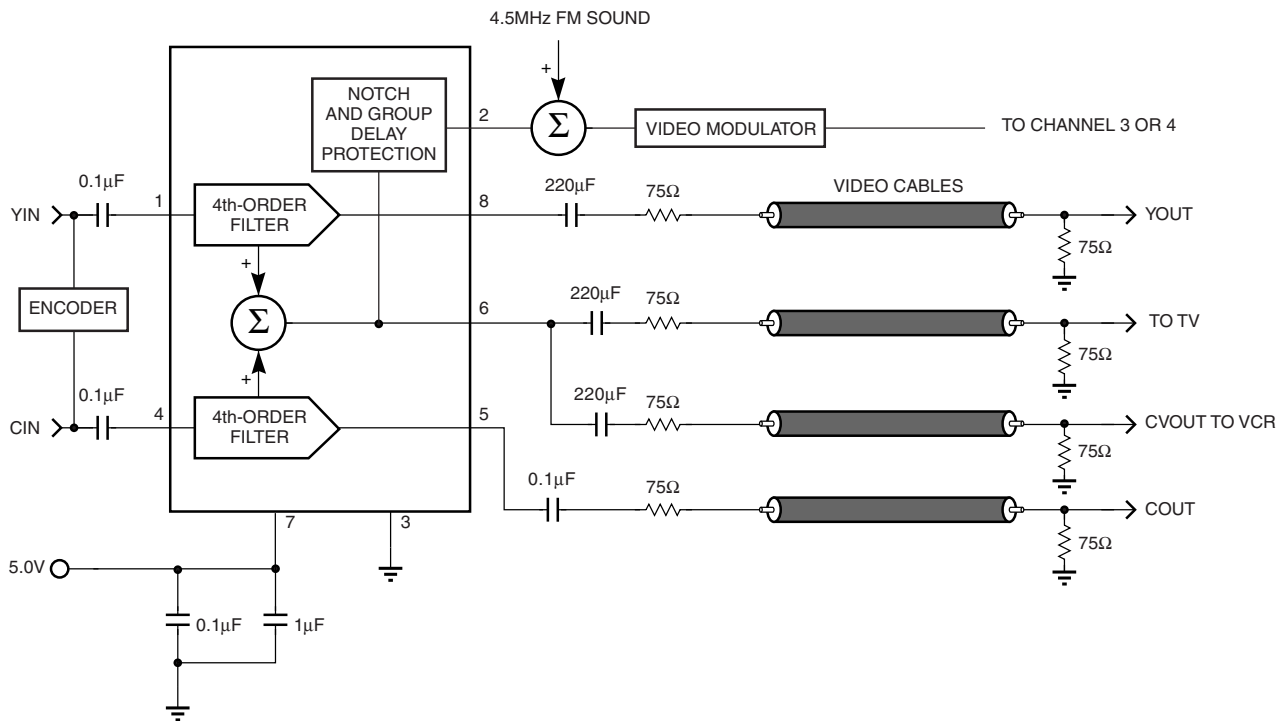 4.5MHz FM SOUND
+
NOTCH
AND GROUP
DELAY
PROTECTION
2
Σ
VIDEO MODULATOR
TO CHANNEL 3 OR 4
0.1μF
YIN
1
4th-ORDER
FILTER
8
220μF
75Ω
VIDEO CABLES
YOUT
75Ω
+
ENCODER
Σ
6
220μF
75Ω
TO TV
75Ω
+
0.1μF
CIN
4
4th-ORDER
FILTER
5
220μF
75Ω
CVOUT TO VCR
75Ω
0.1μF
75Ω
COUT
75Ω
7
3
5.0V
0.1μF
1μF